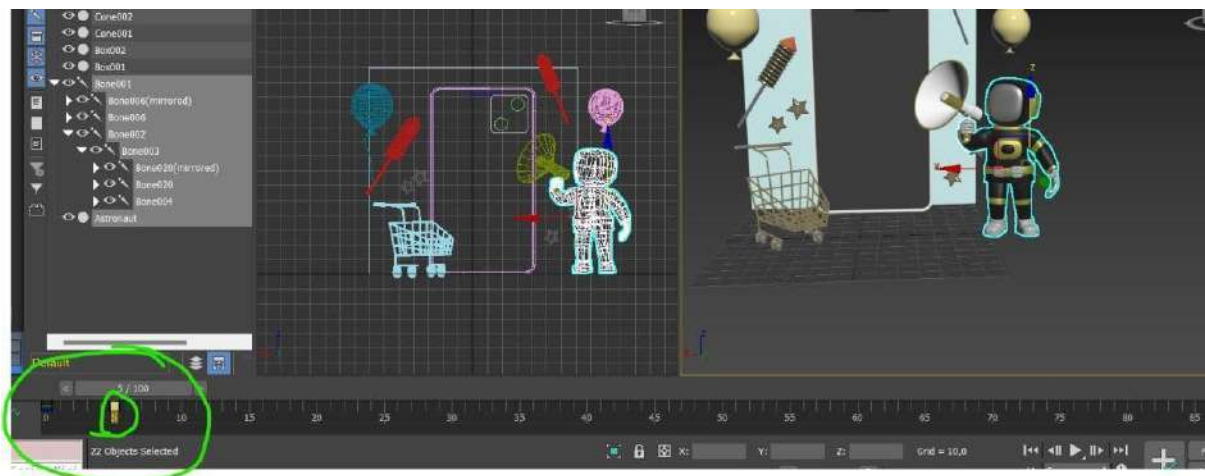 Cone002
Cone001
Box002
Box001
Bone001
Bone006(mirrored)
Bone006
Bone002
Bone003
Bone020(mirrored)
Bone020
Bone004
Astronaut
Default
5 / 100
0 5 10 15 20 25 30 35 40 45 50 55 60 65 70 75 80 85
22 Objects Selected
X: Y: Z: Grid = 10,0